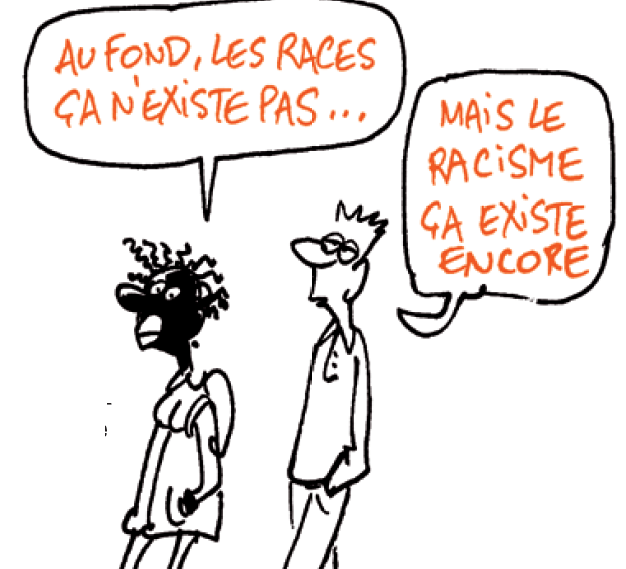 AU FOND, LES RACES
ÇA N'EXISTE PAS...
MAIS LE
RACISME
ÇA EXISTE
ENCORE